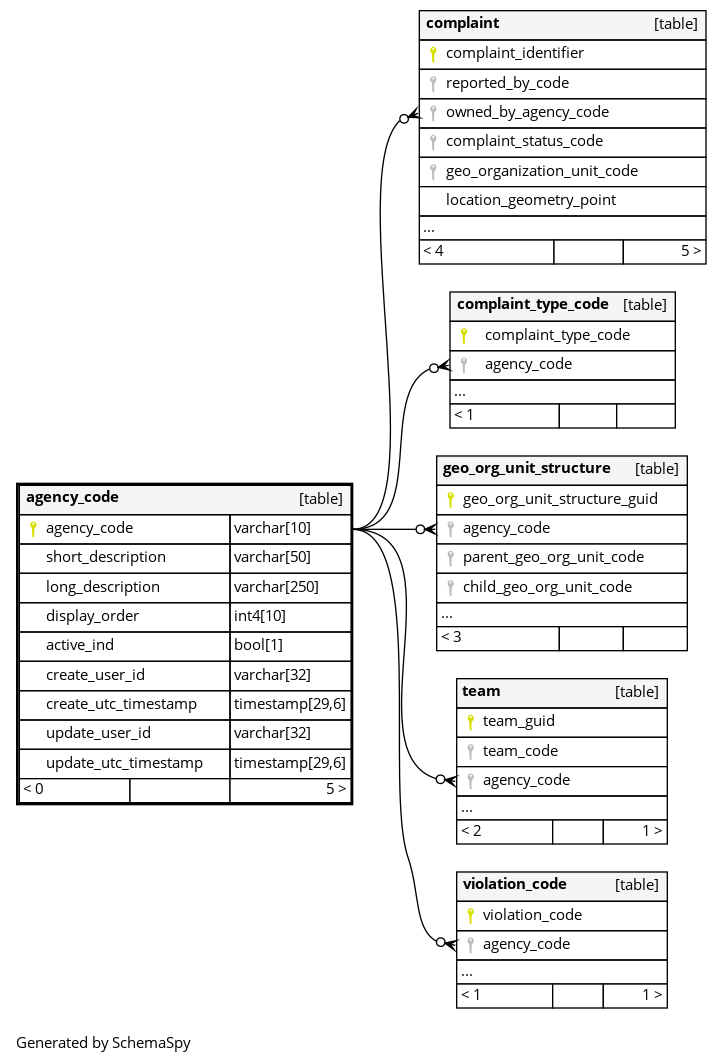 complaint [table]
complaint_identifier
reported_by_code
owned_by_agency_code
complaint_status_code
geo_organization_unit_code
location_geometry_point
...
< 4 5 >
complaint_type_code [table]
complaint_type_code
agency_code
...
< 1
geo_org_unit_structure [table]
geo_org_unit_structure_guid
agency_code
parent_geo_org_unit_code
child_geo_org_unit_code
...
< 3
agency_code [table]
agency_code varchar[10]
short_description varchar[50]
long_description varchar[250]
display_order int4[10]
active_ind bool[1]
create_user_id varchar[32]
create_utc_timestamp timestamp[29,6]
update_user_id varchar[32]
update_utc_timestamp timestamp[29,6]
< 0 5 >
team [table]
team_guid
team_code
agency_code
...
< 2 1 >
violation_code [table]
violation_code
agency_code
...
< 1 1 >
Generated by SchemaSpy